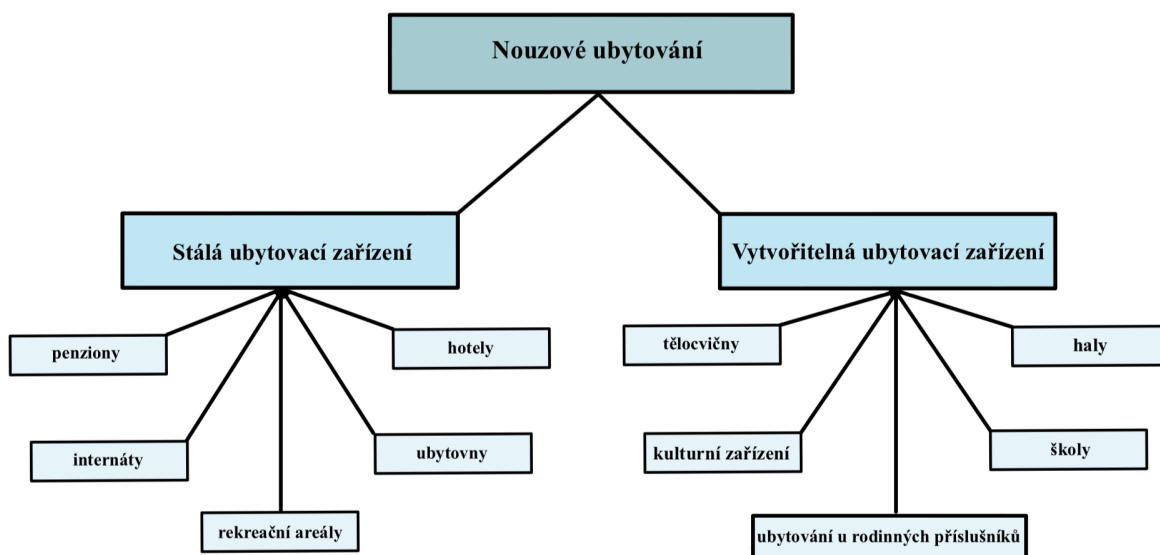 Nouzové ubytování
Stálá ubytovací zařízení
Vytvořitelná ubytovací zařízení
penziony
hotely
tělocvičny
haly
internáty
ubytovny
kulturní zařízení
školy
rekreační areály
ubytování u rodinných příslušníků